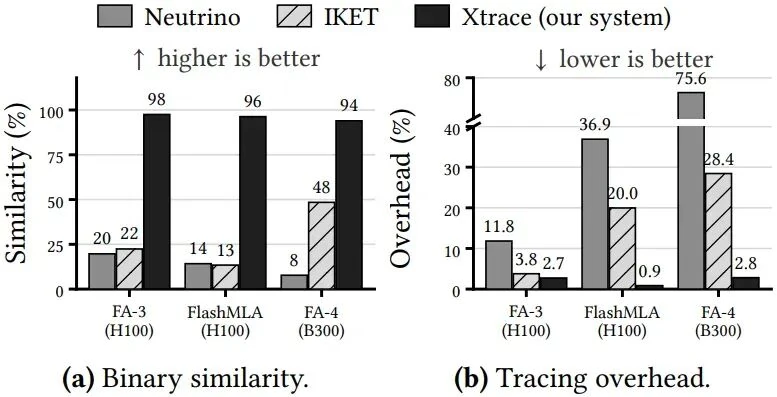 Neutrino IKET Xtrace (our system)
↑ higher is better
Similarity (%)
100
75
50
25
0
20 22 98
14 13 96
8 48 94
FA-3
(H100)
FlashMLA
(H100)
FA-4
(B300)
(a) Binary similarity.
↓ lower is better
Overhead (%)
80
40
30
20
10
0
11.8 3.8 2.7
36.9 20.0 0.9
75.6 28.4 2.8
FA-3
(H100)
FlashMLA
(H100)
FA-4
(B300)
(b) Tracing overhead.